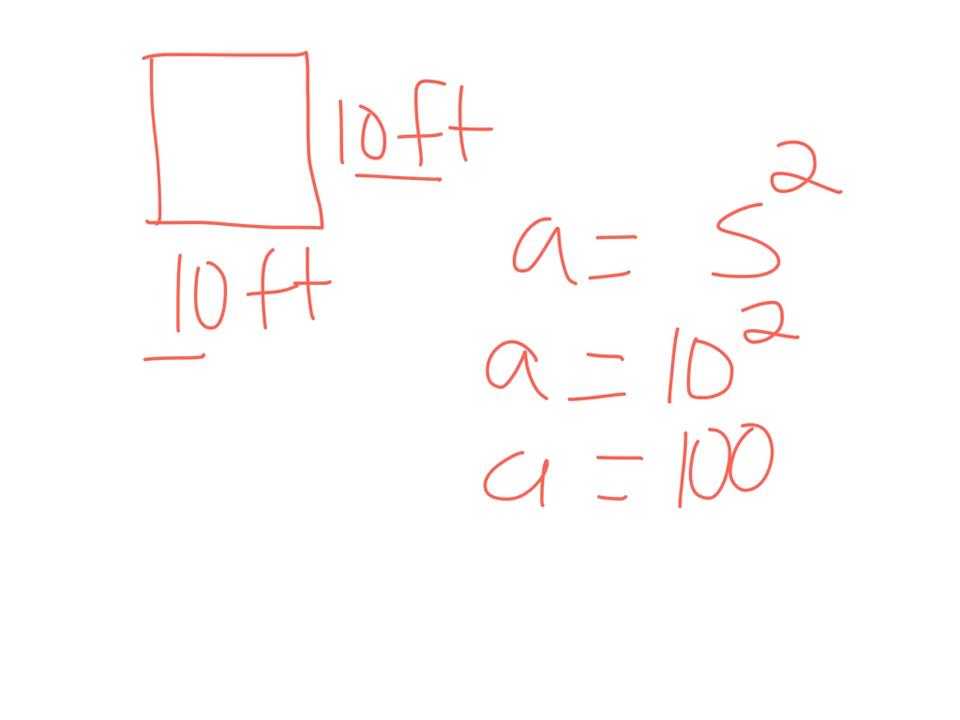 10ft
10ft
a = s²
a = 10²
a = 100